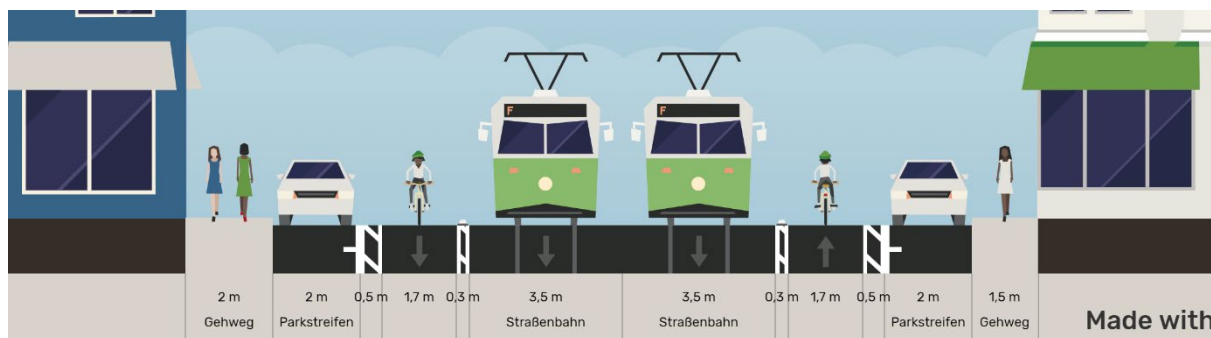 F
F
2 m
Gehweg
2 m
Parkstreifen
0,5 m
1,7 m
0,3 m
3,5 m
Straßenbahn
3,5 m
Straßenbahn
0,3 m
1,7 m
0,5 m
2 m
Parkstreifen
1,5 m
Gehweg
Made with